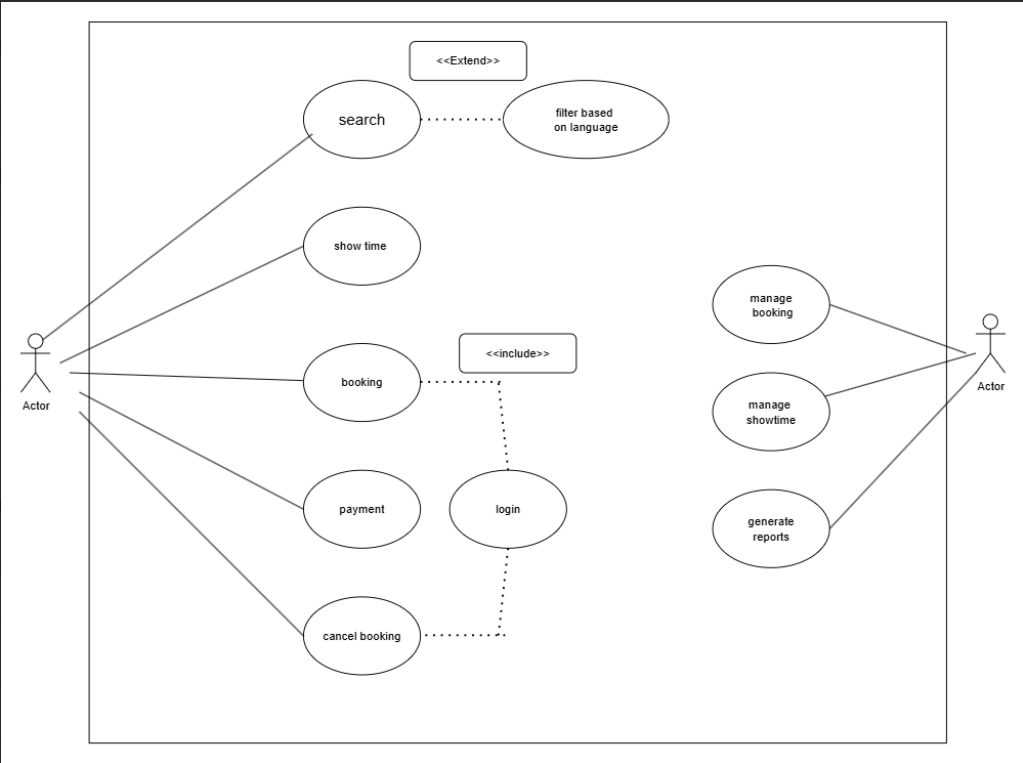 <<Extend>>
search
filter based
on language
show time
manage
booking
<<include>>
booking
Actor
Actor
manage
showtime
payment
login
generate
reports
cancel booking